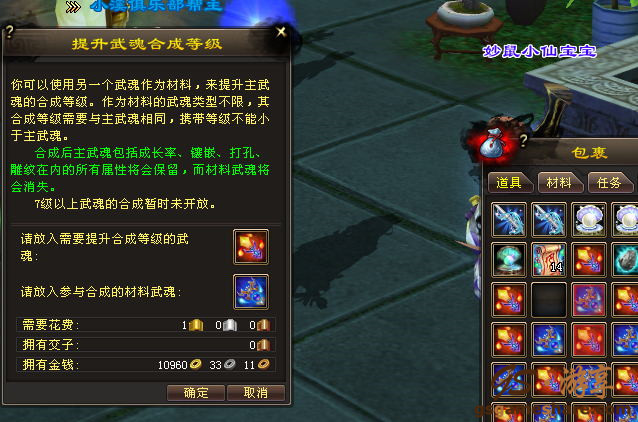 小溪俱乐部帮主
?
提升武魂合成等级
你可以使用另一个武魂作为材料，来提升主武
魂的合成等级。作为材料的武魂类型不限，其
合成等级需要与主武魂相同，携带等级不能小
于主武魂。
合成后主武魂包括成长率、镶嵌、打孔、
雕纹在内的所有属性将会保留，而材料武魂将
会消失。
7级以上武魂的合成暂时未开放。
请放入需要提升合成等级的武
魂:
请放入参与合成的材料武魂:
需要花费: 1 0 0
拥有交子: 0
拥有金钱: 10960 33 11
确定 取消
妙鼠小仙宝宝
?
包裹
道具 材料 任务
14